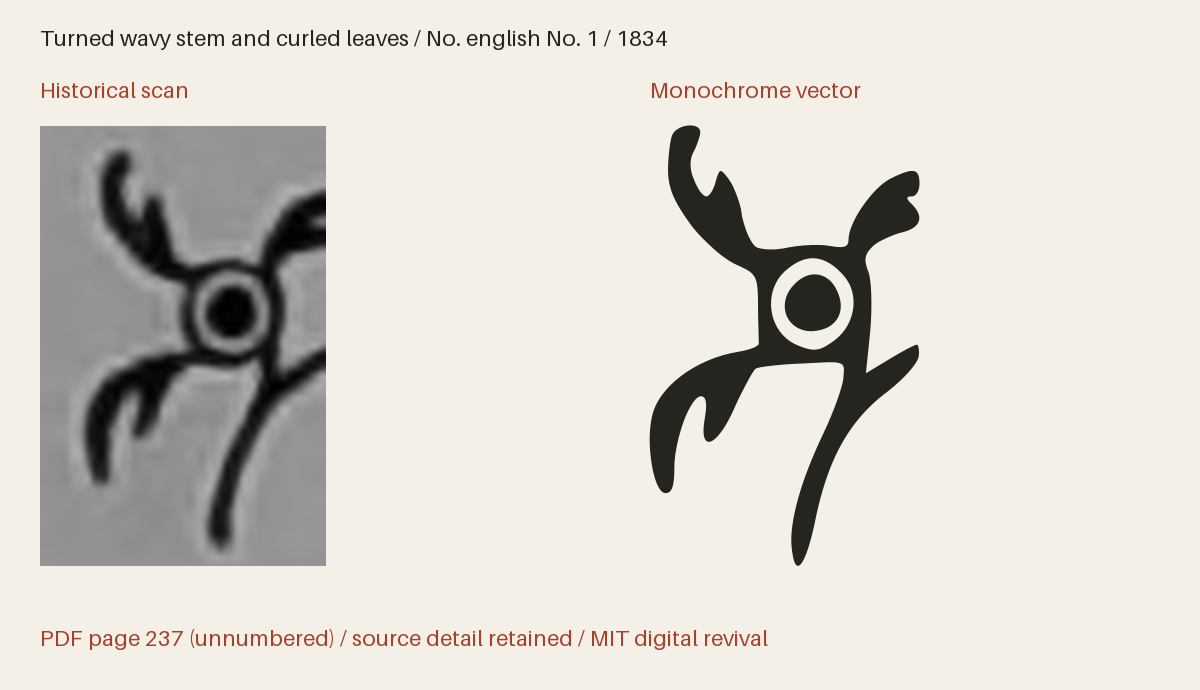 Turned wavy stem and curled leaves / No. english No. 1 / 1834
Historical scan
Monochrome vector
PDF page 237 (unnumbered) / source detail retained / MIT digital revival